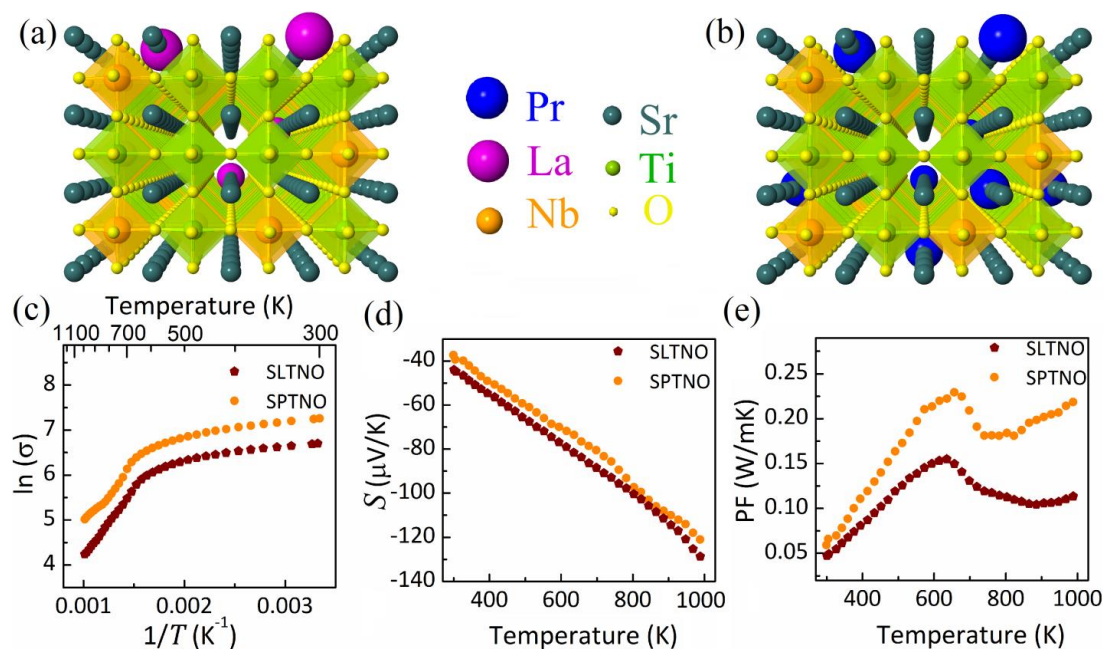 (a)
(b)
Pr
Sr
La
Ti
Nb
O
(c)
Temperature (K)
1100 700 500 300
SLTNO
SPTNO
ln (σ)
8
7
6
5
4
0.001 0.002 0.003
1/T (K⁻¹)
(d)
SLTNO
SPTNO
S (μV/K)
-40
-60
-80
-100
-120
-140
400 600 800 1000
Temperature (K)
(e)
SLTNO
SPTNO
PF (W/mK)
0.25
0.20
0.15
0.10
0.05
400 600 800 1000
Temperature (K)